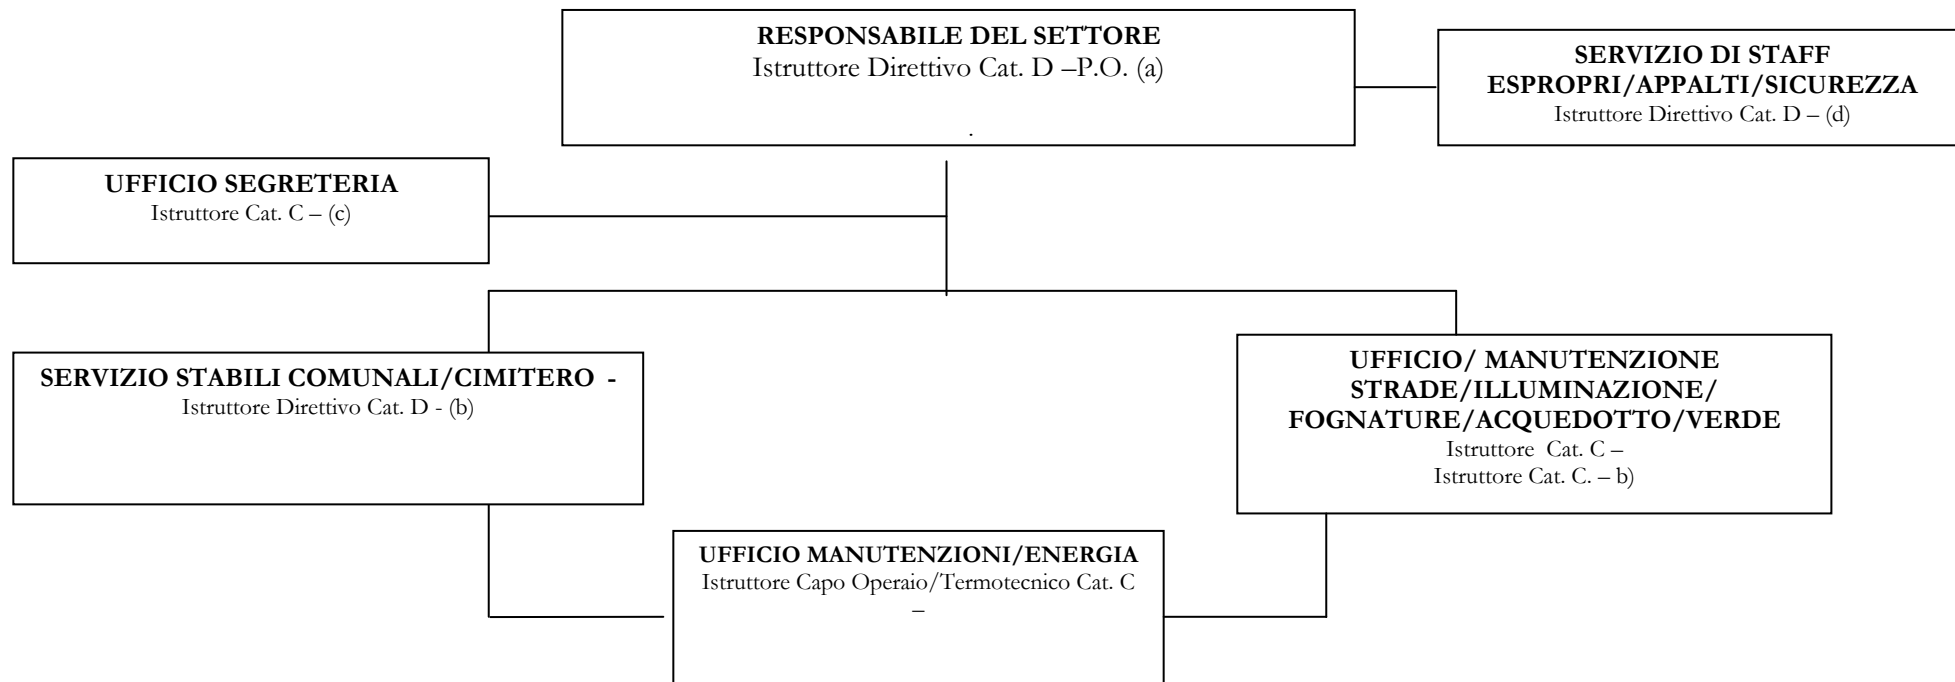 RESPONSABILE DEL SETTORE
Istruttore Direttivo Cat. D –P.O. (a)
.
SERVIZIO DI STAFF
ESPROPRI/APPALTI/SICUREZZA
Istruttore Direttivo Cat. D – (d)
UFFICIO SEGRETERIA
Istruttore Cat. C – (c)
SERVIZIO STABILI COMUNALI/CIMITERO -
Istruttore Direttivo Cat. D - (b)
UFFICIO/ MANUTENZIONE
STRADE/ILLUMINAZIONE/
FOGNATURE/ACQUEDOTTO/VERDE
Istruttore Cat. C –
Istruttore Cat. C. – b)
UFFICIO MANUTENZIONI/ENERGIA
Istruttore Capo Operaio/Termotecnico Cat. C
–